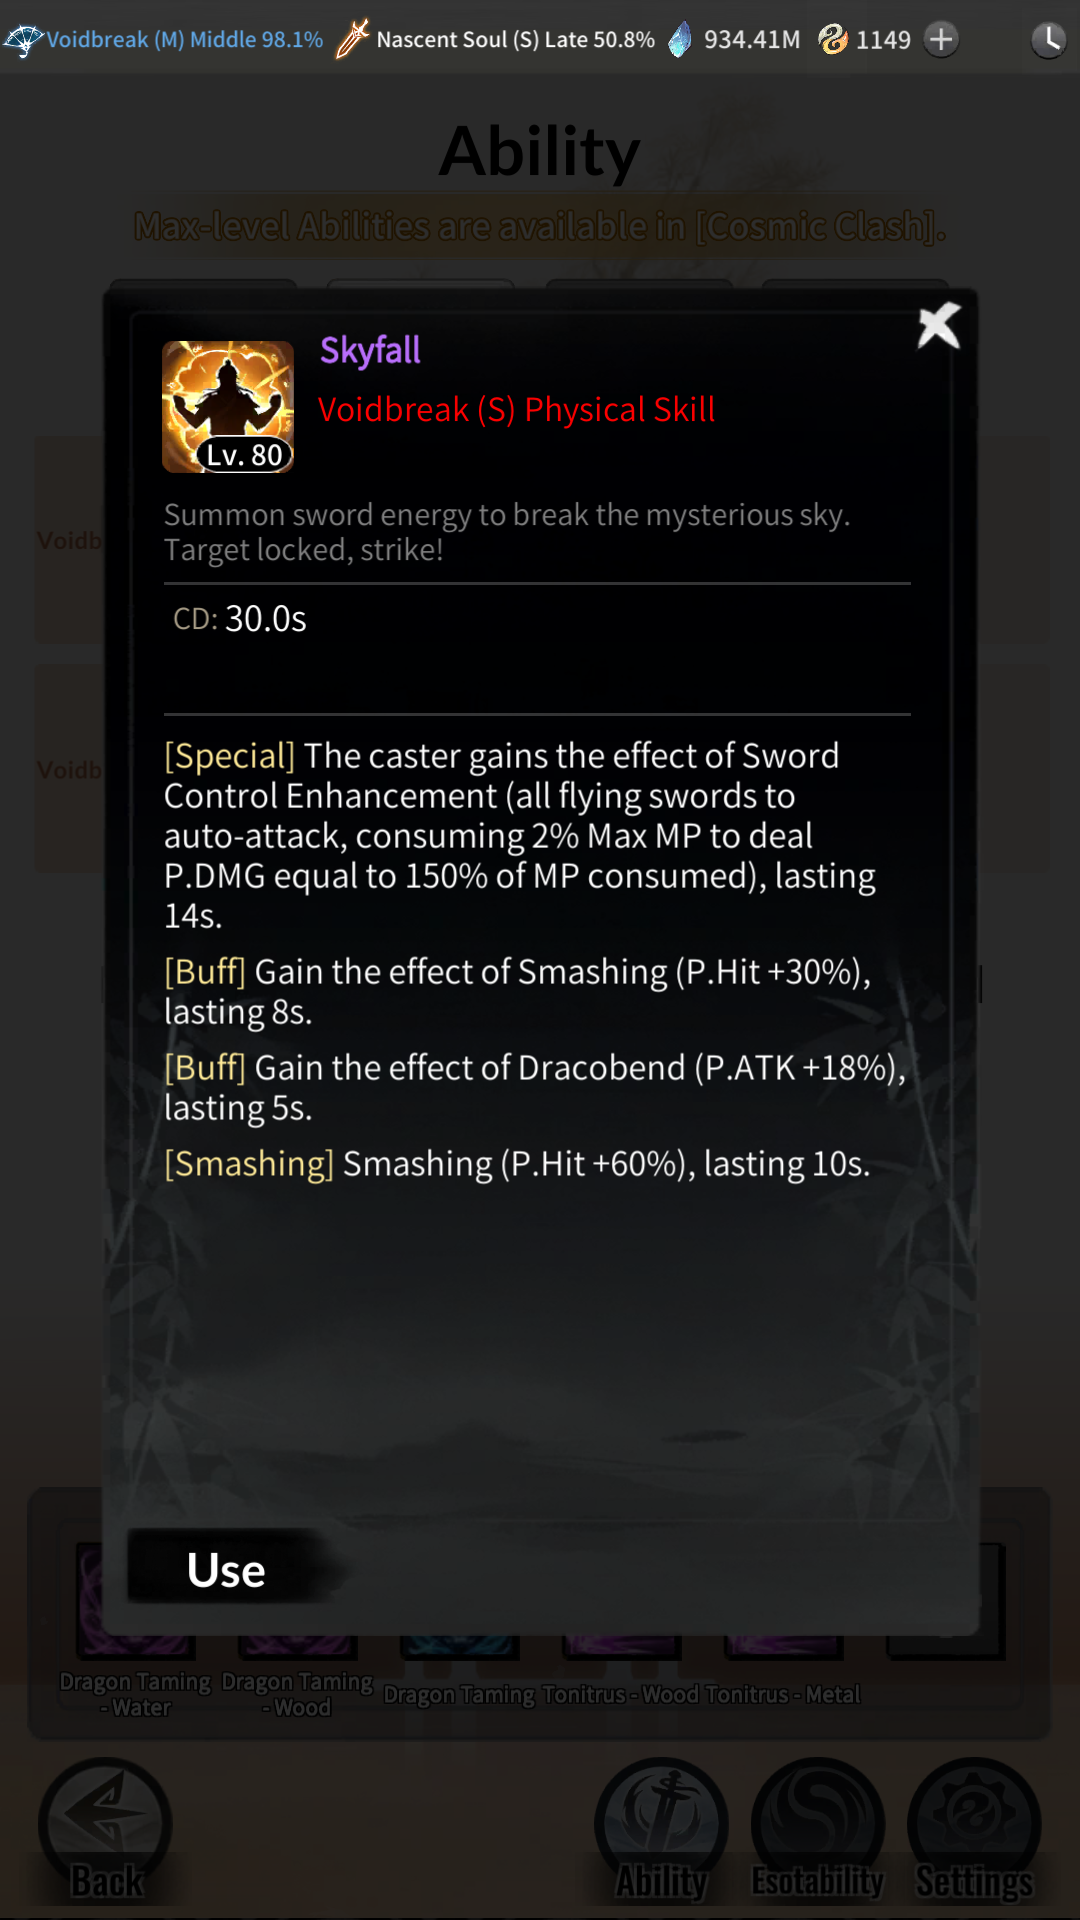 Voidbreak (M) Middle 98.1% Nascent Soul (S) Late 50.8% 934.41M 1149
Ability
Max-level Abilities are available in [Cosmic Clash].
Skyfall
Voidbreak (S) Physical Skill
Lv. 80
Summon sword energy to break the mysterious sky.
Target locked, strike!
CD: 30.0s
[Special] The caster gains the effect of Sword
Control Enhancement (all flying swords to
auto-attack, consuming 2% Max MP to deal
P.DMG equal to 150% of MP consumed), lasting
14s.
[Buff] Gain the effect of Smashing (P.Hit +30%),
lasting 8s.
[Buff] Gain the effect of Dracobend (P.ATK +18%),
lasting 5s.
[Smashing] Smashing (P.Hit +60%), lasting 10s.
Voidb
Voidb
Use
Dragon Taming
- Water
Dragon Taming
- Wood
Dragon Taming
Tonitrus - Wood
Tonitrus - Metal
Back
Ability
Esotability
Settings